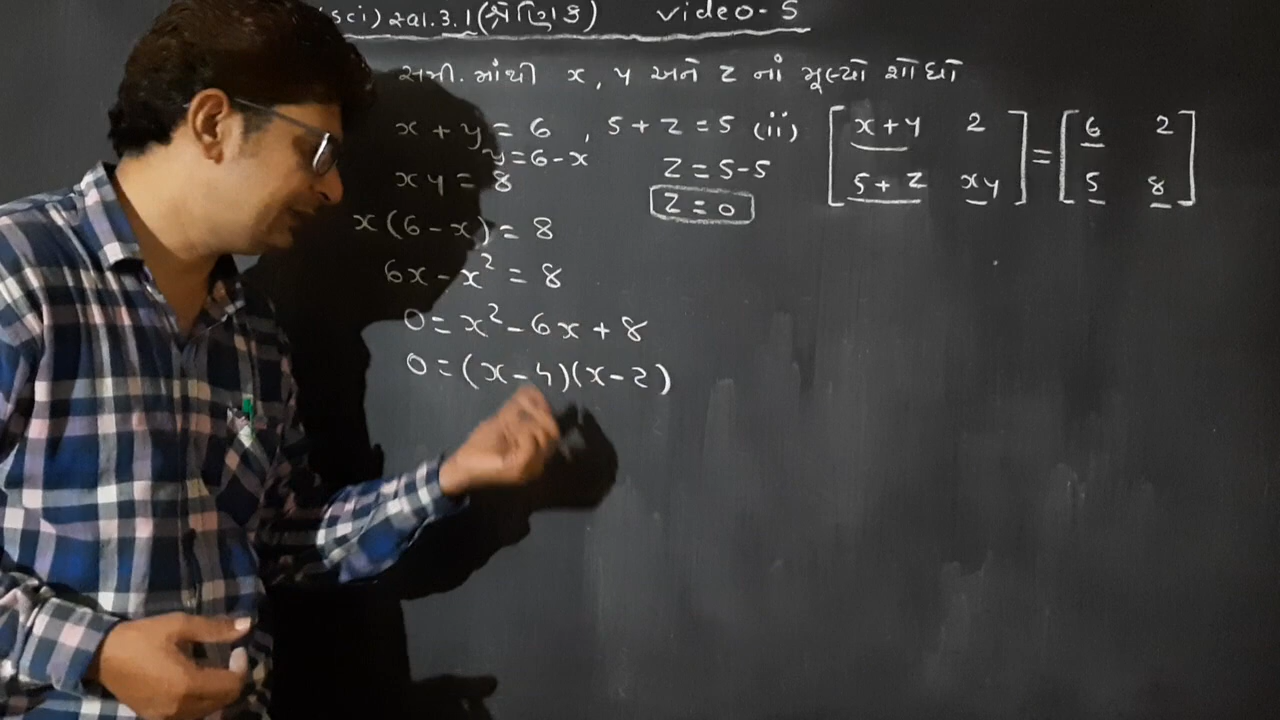 (Sci) સ્વા.3.1(શ્રેણિક) video-5
સમી. માંથી x, y અને z નાં મૂલ્યો શોધો
x + y = 6 , 5 + z = 5 (ii) [x + y 2] = [6 2]
y = 6 - x z = 5 - 5 [5 + z xy] [5 8]
xy = 8 z = 0
x(6 - x) = 8
6x - x² = 8
0 = x² - 6x + 8
0 = (x - 4)(x - 2)